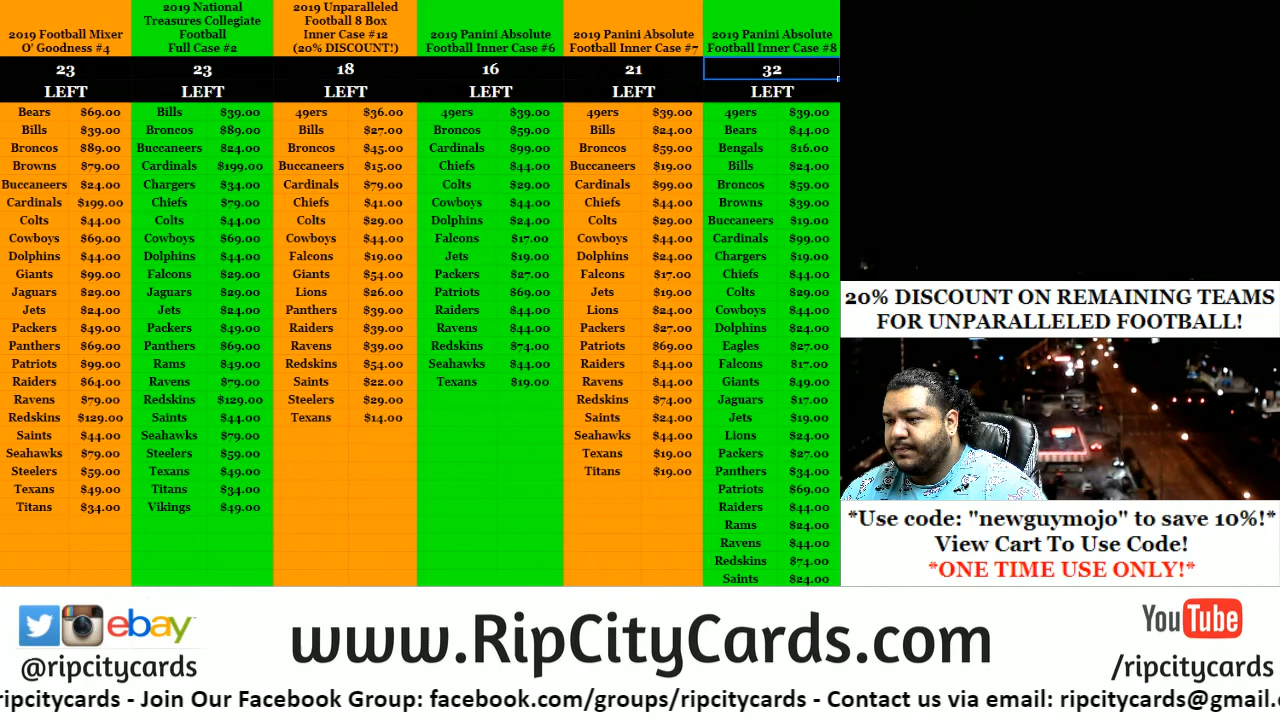 2019 Football Mixer
O' Goodness #4
23
LEFT
Bears $69.00
Bills $39.00
Broncos $89.00
Browns $79.00
Buccaneers $24.00
Cardinals $199.00
Colts $44.00
Cowboys $69.00
Dolphins $44.00
Giants $99.00
Jaguars $29.00
Jets $24.00
Packers $49.00
Panthers $69.00
Patriots $99.00
Raiders $64.00
Ravens $79.00
Redskins $129.00
Saints $44.00
Seahawks $79.00
Steelers $59.00
Texans $49.00
Titans $34.00
2019 National
Treasures Collegiate
Football
Full Case #2
23
LEFT
Bills $39.00
Broncos $89.00
Buccaneers $24.00
Cardinals $199.00
Chargers $34.00
Chiefs $79.00
Colts $44.00
Cowboys $69.00
Dolphins $44.00
Falcons $29.00
Jaguars $29.00
Jets $24.00
Packers $49.00
Panthers $69.00
Rams $49.00
Ravens $79.00
Redskins $129.00
Saints $44.00
Seahawks $79.00
Steelers $59.00
Texans $49.00
Titans $34.00
Vikings $49.00
2019 Unparalleled
Football 8 Box
Inner Case #12
(20% DISCOUNT!)
18
LEFT
49ers $36.00
Bills $27.00
Broncos $45.00
Buccaneers $15.00
Cardinals $79.00
Chiefs $41.00
Colts $29.00
Cowboys $44.00
Falcons $19.00
Giants $54.00
Lions $26.00
Panthers $39.00
Raiders $39.00
Ravens $39.00
Redskins $54.00
Saints $22.00
Steelers $29.00
Texans $14.00
2019 Panini Absolute
Football Inner Case #6
16
LEFT
49ers $39.00
Broncos $59.00
Cardinals $99.00
Chiefs $44.00
Colts $29.00
Cowboys $44.00
Dolphins $24.00
Falcons $17.00
Jets $19.00
Packers $27.00
Patriots $69.00
Raiders $44.00
Ravens $44.00
Redskins $74.00
Seahawks $44.00
Texans $19.00
2019 Panini Absolute
Football Inner Case #7
21
LEFT
49ers $39.00
Bills $24.00
Broncos $59.00
Buccaneers $19.00
Cardinals $99.00
Chiefs $44.00
Colts $29.00
Cowboys $44.00
Dolphins $24.00
Falcons $17.00
Jets $19.00
Lions $24.00
Packers $27.00
Patriots $69.00
Raiders $44.00
Ravens $44.00
Redskins $74.00
Saints $24.00
Seahawks $44.00
Texans $19.00
Titans $19.00
2019 Panini Absolute
Football Inner Case #8
32
LEFT
49ers $39.00
Bears $44.00
Bengals $16.00
Bills $24.00
Broncos $59.00
Browns $39.00
Buccaneers $19.00
Cardinals $99.00
Chargers $19.00
Chiefs $44.00
Colts $29.00
Cowboys $44.00
Dolphins $24.00
Eagles $27.00
Falcons $17.00
Giants $49.00
Jaguars $17.00
Jets $19.00
Lions $24.00
Packers $27.00
Panthers $34.00
Patriots $69.00
Raiders $44.00
Rams $24.00
Ravens $44.00
Redskins $74.00
Saints $24.00
20% DISCOUNT ON REMAINING TEAMS
FOR UNPARALLELED FOOTBALL!
*Use code: "newguymojo" to save 10%!*
View Cart To Use Code!
*ONE TIME USE ONLY!*
ebay
@ripcitycards
www.RipCityCards.com
YouTube
/ripcitycards
ripcitycards - Join Our Facebook Group: facebook.com/groups/ripcitycards - Contact us via email: ripcitycards@gmail.